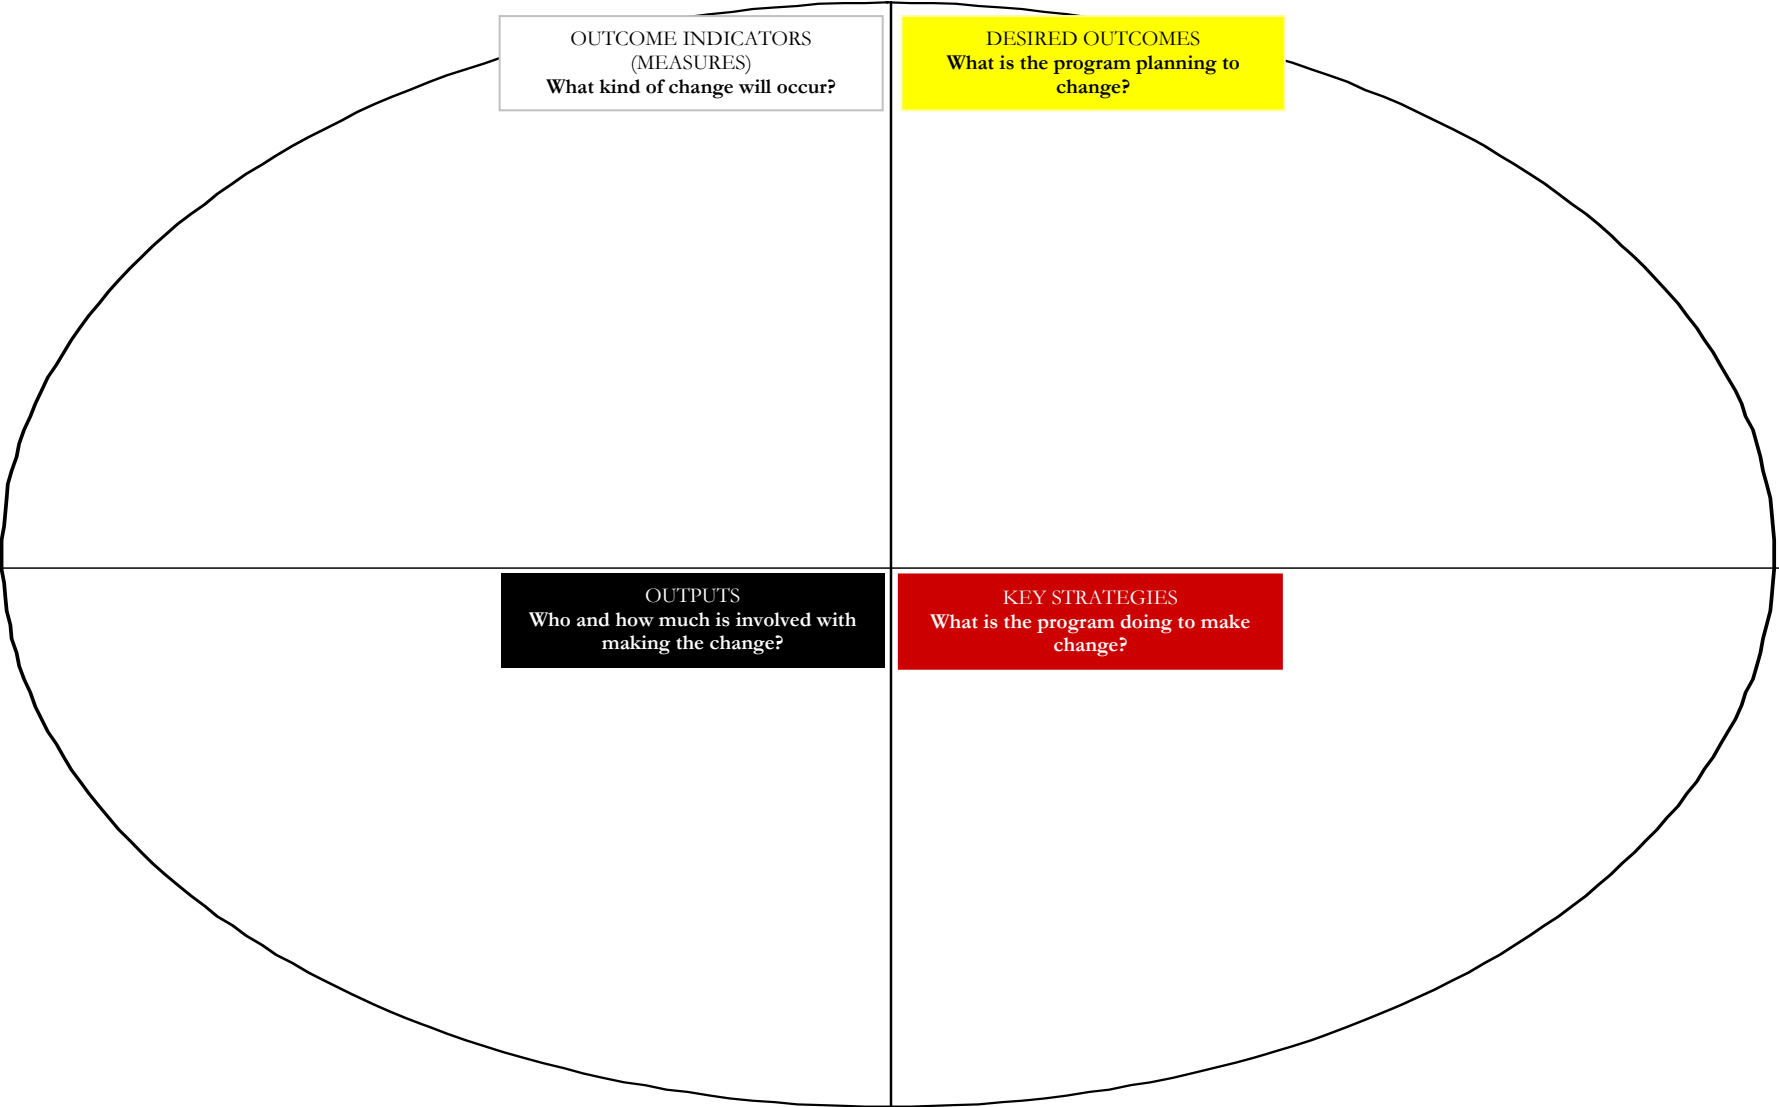 OUTCOME INDICATORS
(MEASURES)
What kind of change will occur?
DESIRED OUTCOMES
What is the program planning to
change?
OUTPUTS
Who and how much is involved with
making the change?
KEY STRATEGIES
What is the program doing to make
change?